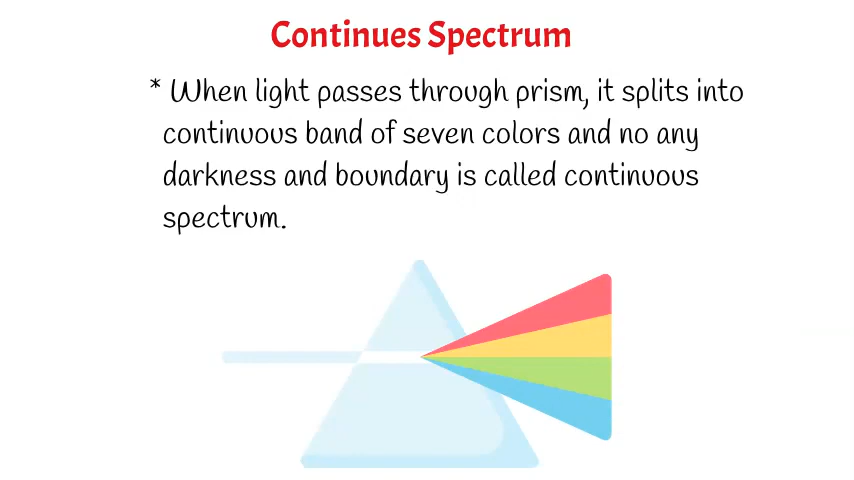 Continues Spectrum
* When light passes through prism, it splits into
continuous band of seven colors and no any
darkness and boundary is called continuous
spectrum.